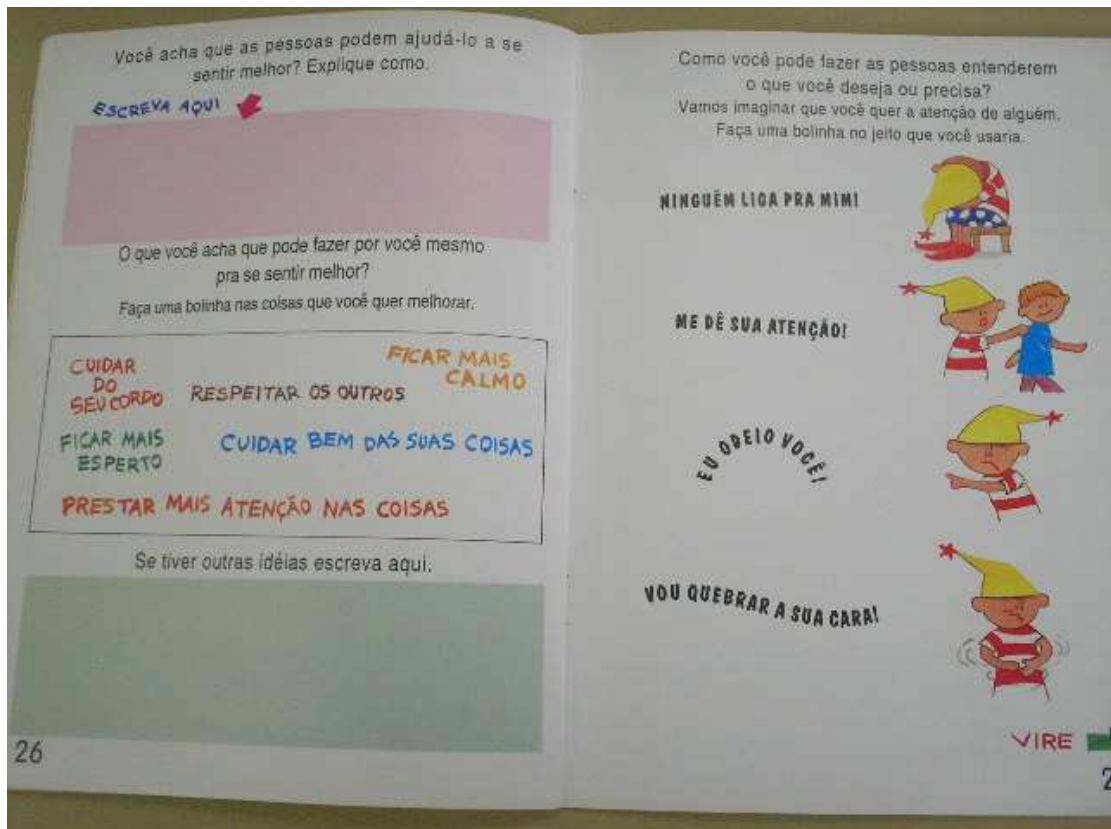 Você acha que as pessoas podem ajudá-lo a se
sentir melhor? Explique como.
ESCREVA AQUI
O que você acha que pode fazer por você mesmo
pra se sentir melhor?
Faça uma bolinha nas coisas que você quer melhorar.
CUIDAR
DO
SEU CORPO
FICAR MAIS
CALMO
RESPEITAR OS OUTROS
FICAR MAIS
ESPERTO
CUIDAR BEM DAS SUAS COISAS
PRESTAR MAIS ATENÇÃO NAS COISAS
Se tiver outras idéias escreva aqui.
26
Como você pode fazer as pessoas entenderem
o que você deseja ou precisa?
Vamos imaginar que você quer a atenção de alguém.
Faça uma bolinha no jeito que você usaria.
NINGUÉM LIGA PRA MIM!
ME DÊ SUA ATENÇÃO!
EU ODEIO VOCÊ!
VOU QUEBRAR A SUA CARA!
VIRE